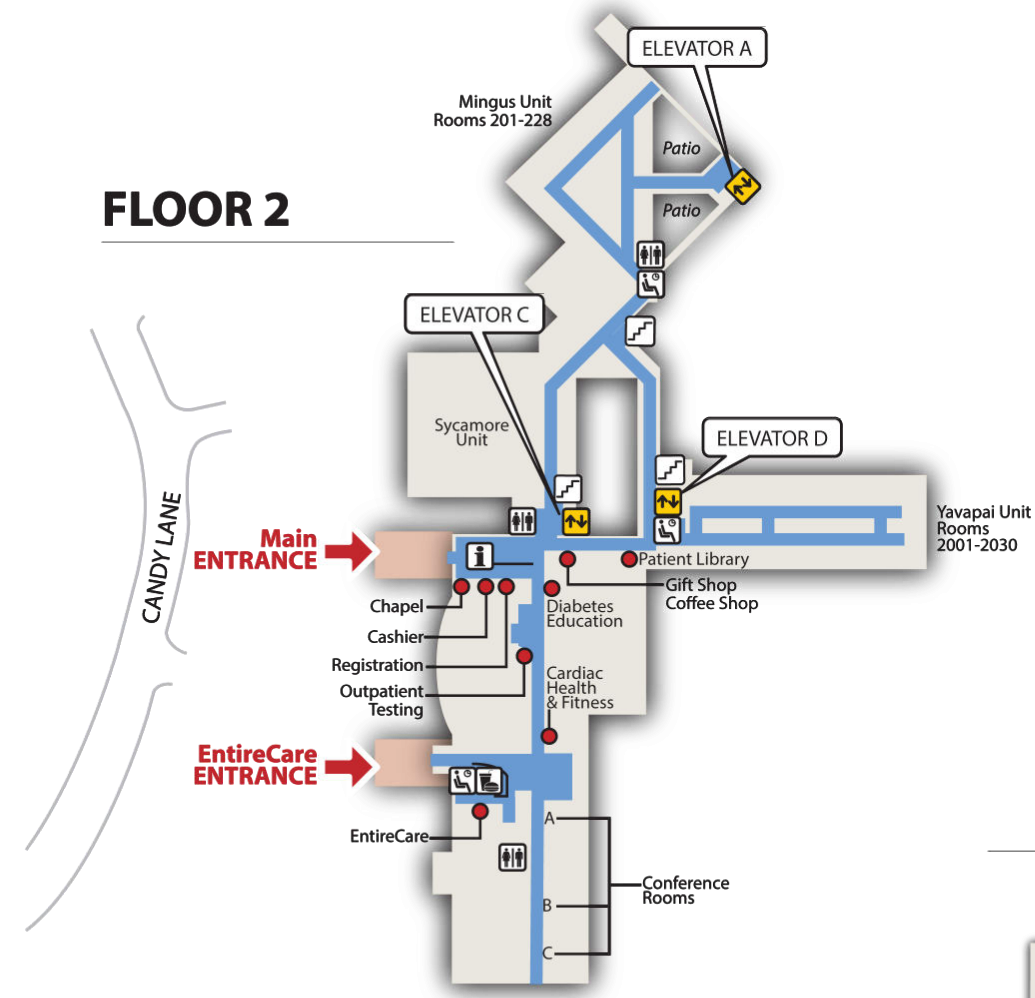 ELEVATOR A
Mingus Unit
Rooms 201-228
Patio
FLOOR 2
Patio
ELEVATOR C
Sycamore
Unit
ELEVATOR D
CANDY LANE
Yavapai Unit
Rooms
2001-2030
Main
ENTRANCE
i
Patient Library
Gift Shop
Coffee Shop
Chapel
Diabetes
Education
Cashier
Registration
Outpatient
Testing
Cardiac
Health
& Fitness
EntireCare
ENTRANCE
EntireCare
A
Conference
Rooms
B
C